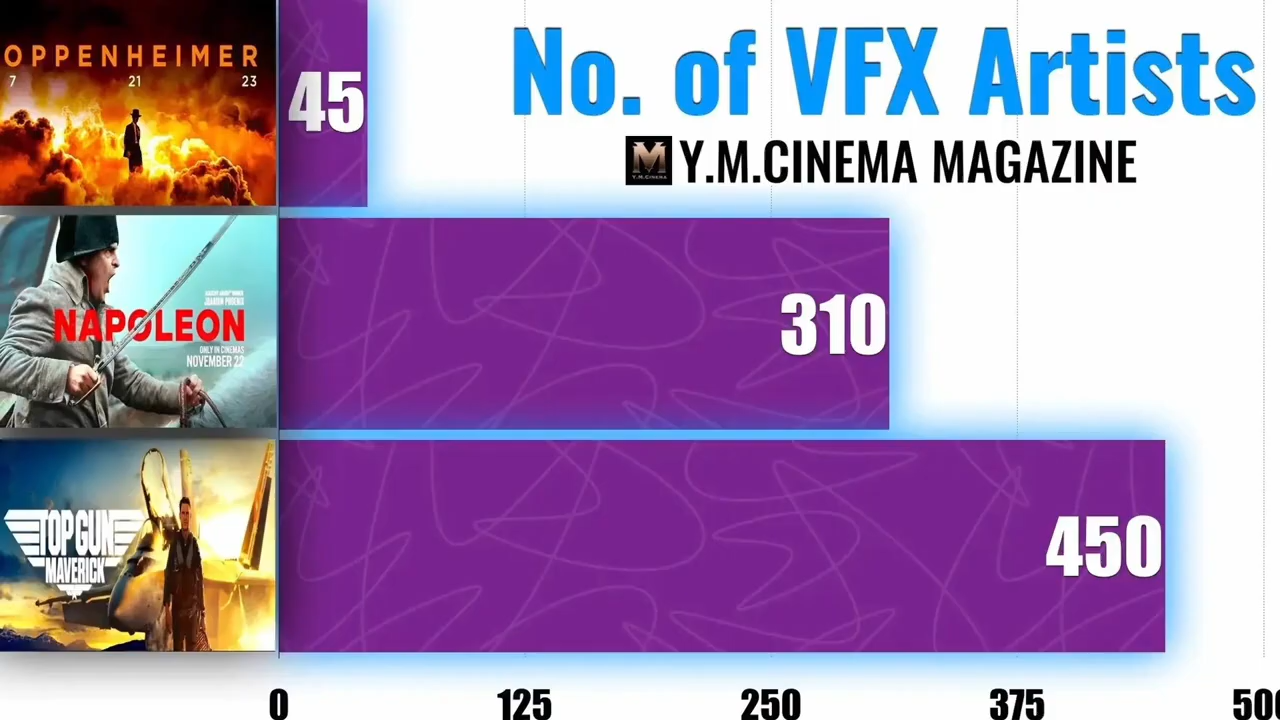 OPPENHEIMER
7 21 23
45
No. of VFX Artists
Y.M.CINEMA
Y.M.CINEMA MAGAZINE
JOAQUIN PHOENIX
NAPOLEON
ONLY IN CINEMAS
NOVEMBER 22
310
TOP GUN
MAVERICK
450
0 125 250 375